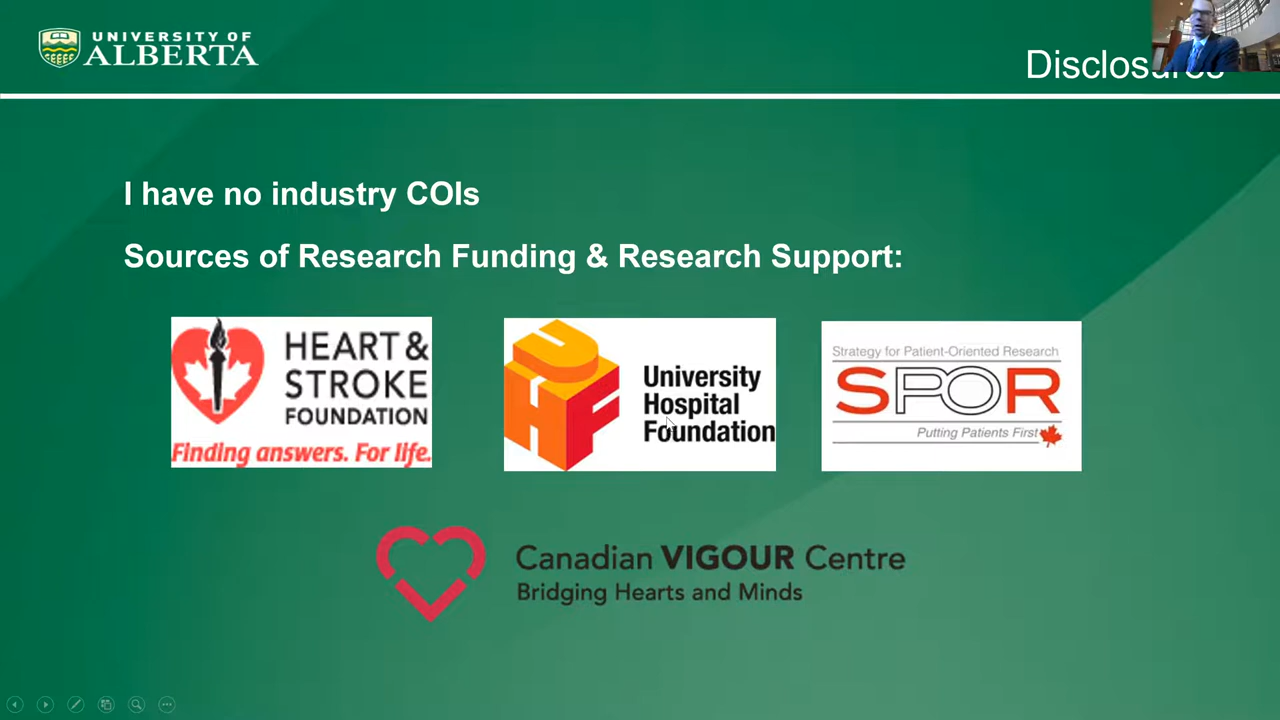 UNIVERSITY OF
ALBERTA
Disclosures
I have no industry COIs
Sources of Research Funding & Research Support:
HEART &
STROKE
FOUNDATION
Finding answers. For life.
UHF
University
Hospital
Foundation
Strategy for Patient-Oriented Research
SPOR
Putting Patients First
Canadian VIGOUR Centre
Bridging Hearts and Minds